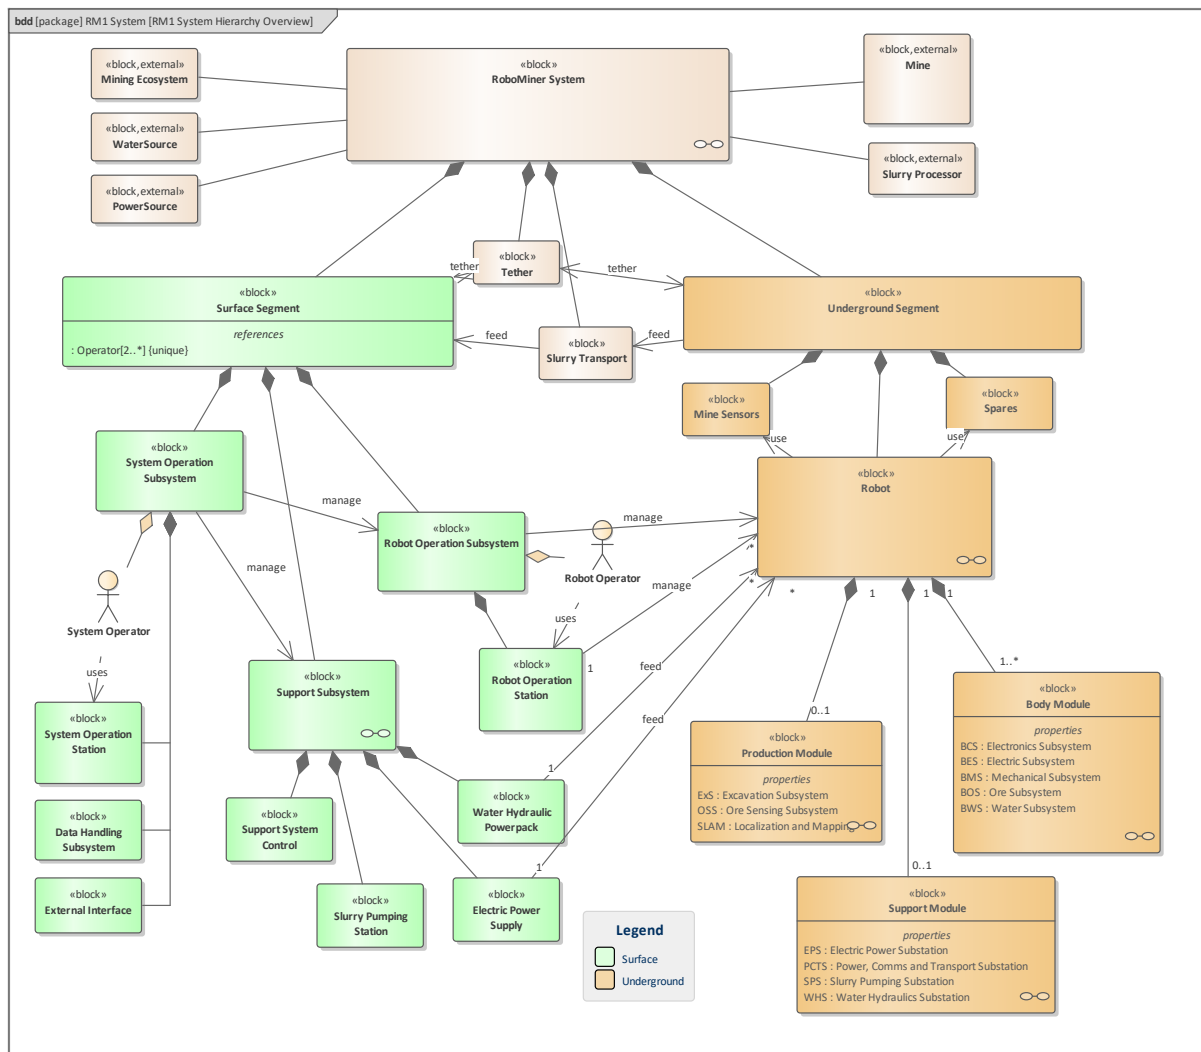 bdd [package] RM1 System [RM1 System Hierarchy Overview]
«block,external»
Mining Ecosystem
«block»
RoboMiner System
«block,external»
Mine
«block,external»
WaterSource
«block,external»
Slurry Processor
«block,external»
PowerSource
«block»
Tether
tether
tether
«block»
Surface Segment
references
: Operator[2..*] {unique}
«block»
Underground Segment
feed
feed
«block»
Slurry Transport
«block»
Mine Sensors
«block»
Spares
use
use
«block»
System Operation
Subsystem
«block»
Robot
manage
manage
«block»
Robot Operation Subsystem
Robot Operator
*
*
*
manage
manage
System Operator
uses
uses
1
1
1
«block»
Robot Operation
Station
1
feed
feed
1..*
«block»
Support Subsystem
«block»
System Operation
Station
0..1
«block»
Production Module
properties
ExS : Excavation Subsystem
OSS : Ore Sensing Subsystem
SLAM : Localization and Mapping
«block»
Body Module
properties
BCS : Electronics Subsystem
BES : Electric Subsystem
BMS : Mechanical Subsystem
BOS : Ore Subsystem
BWS : Water Subsystem
1
«block»
Water Hydraulic
Powerpack
«block»
Support System
Control
«block»
Data Handling
Subsystem
1
«block»
Electric Power
Supply
«block»
Slurry Pumping
Station
«block»
External Interface
0..1
«block»
Support Module
properties
EPS : Electric Power Substation
PCTS : Power, Comms and Transport Substation
SPS : Slurry Pumping Substation
WHS : Water Hydraulics Substation
Legend
Surface
Underground